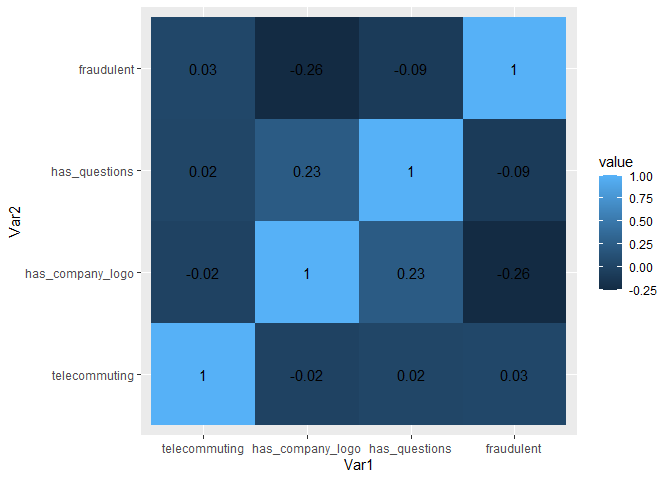 fraudulent 0.03 -0.26 -0.09 1
has_questions 0.02 0.23 1 -0.09
has_company_logo -0.02 1 0.23 -0.26
telecommuting 1 -0.02 0.02 0.03
telecommuting has_company_logo has_questions fraudulent
Var1
Var2
value
1.00
0.75
0.50
0.25
0.00
-0.25